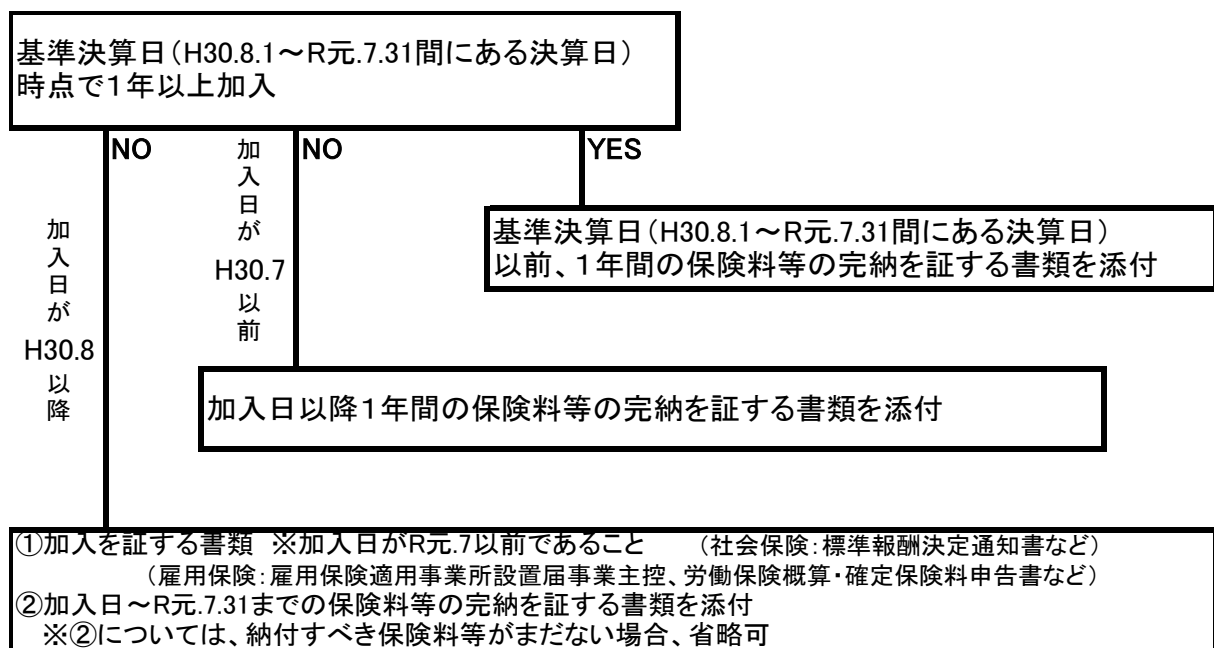 基準決算日(H30.8.1~R元.7.31間にある決算日)
時点で1年以上加入
NO
加入日がH30.7以前
NO
YES
加入日がH30.8以降
基準決算日(H30.8.1~R元.7.31間にある決算日)
以前、1年間の保険料等の完納を証する書類を添付
加入日以降1年間の保険料等の完納を証する書類を添付
①加入を証する書類 ※加入日がR元.7以前であること (社会保険:標準報酬決定通知書など)
(雇用保険:雇用保険適用事業所設置届事業主控、労働保険概算・確定保険料申告書など)
②加入日~R元.7.31までの保険料等の完納を証する書類を添付
※②については、納付すべき保険料等がまだない場合、省略可